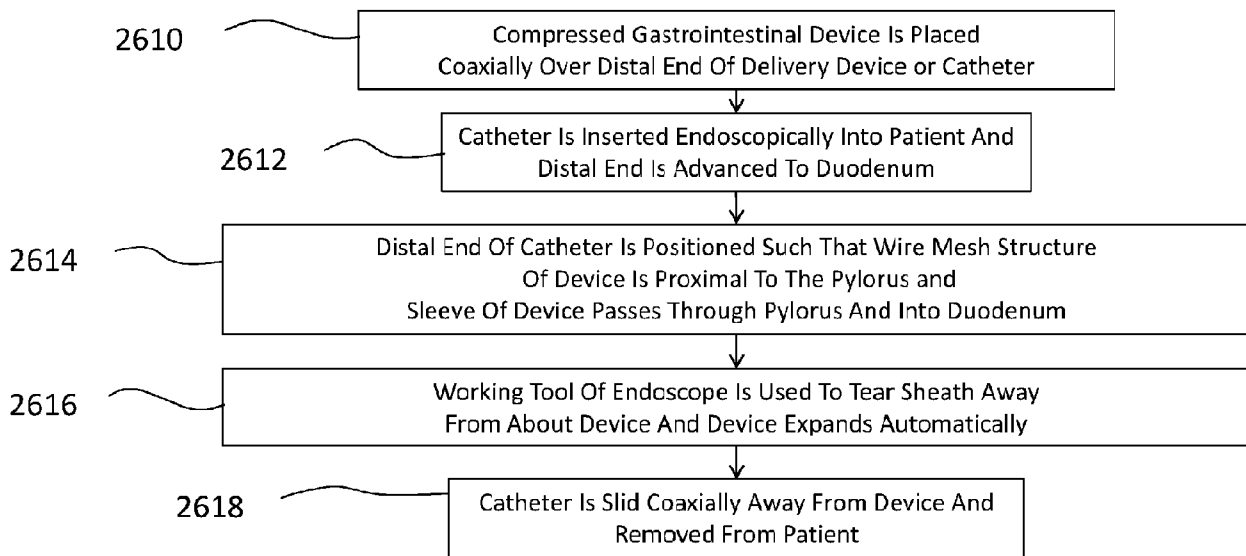 2610
Compressed Gastrointestinal Device Is Placed
Coaxially Over Distal End Of Delivery Device or Catheter
2612
Catheter Is Inserted Endoscopically Into Patient And
Distal End Is Advanced To Duodenum
2614
Distal End Of Catheter Is Positioned Such That Wire Mesh Structure
Of Device Is Proximal To The Pylorus and
Sleeve Of Device Passes Through Pylorus And Into Duodenum
2616
Working Tool Of Endoscope Is Used To Tear Sheath Away
From About Device And Device Expands Automatically
2618
Catheter Is Slid Coaxially Away From Device And
Removed From Patient